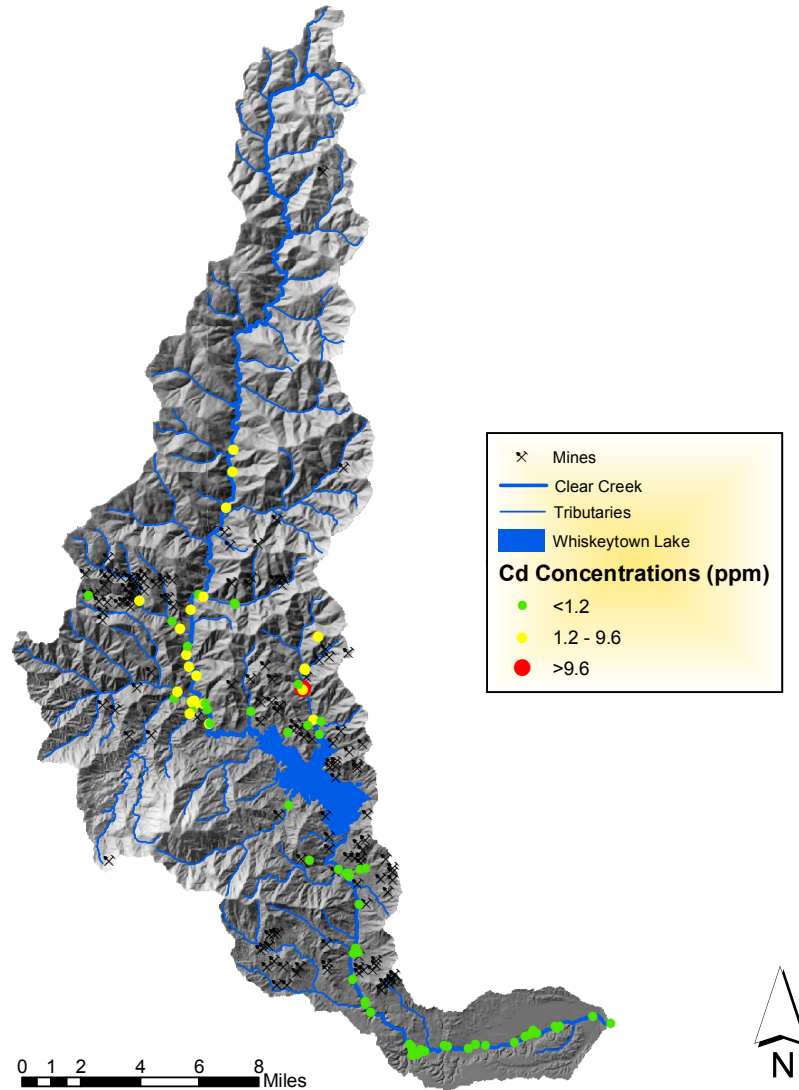 Mines
Clear Creek
Tributaries
Whiskeytown Lake
Cd Concentrations (ppm)
<1.2
1.2 - 9.6
>9.6
0 1 2 4 6 8
Miles
N